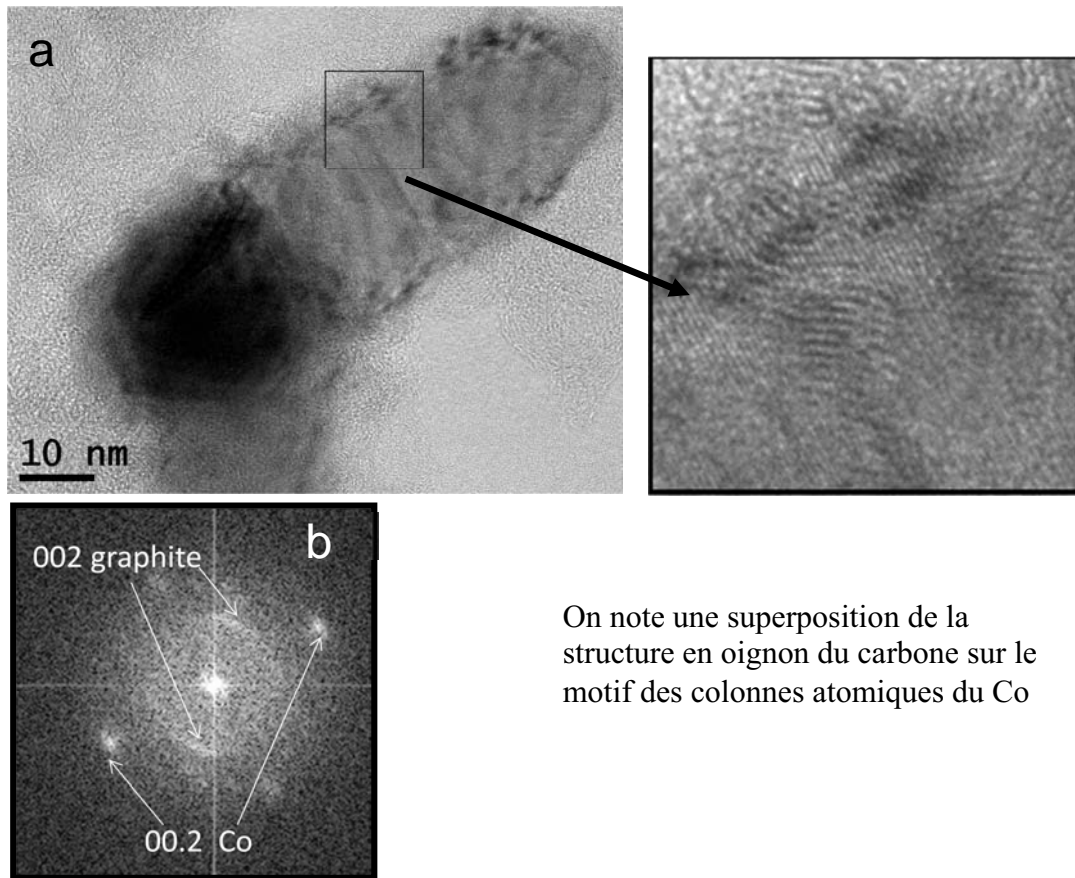 a
10 nm
b
002 graphite
00.2 Co
On note une superposition de la
structure en oignon du carbone sur le
motif des colonnes atomiques du Co